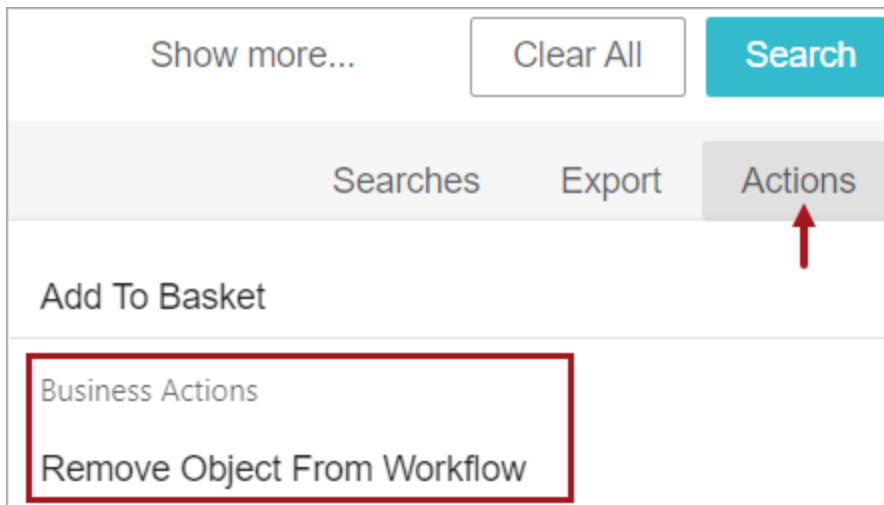 Show more... Clear All Search
Searches Export Actions
Add To Basket
Business Actions
Remove Object From Workflow